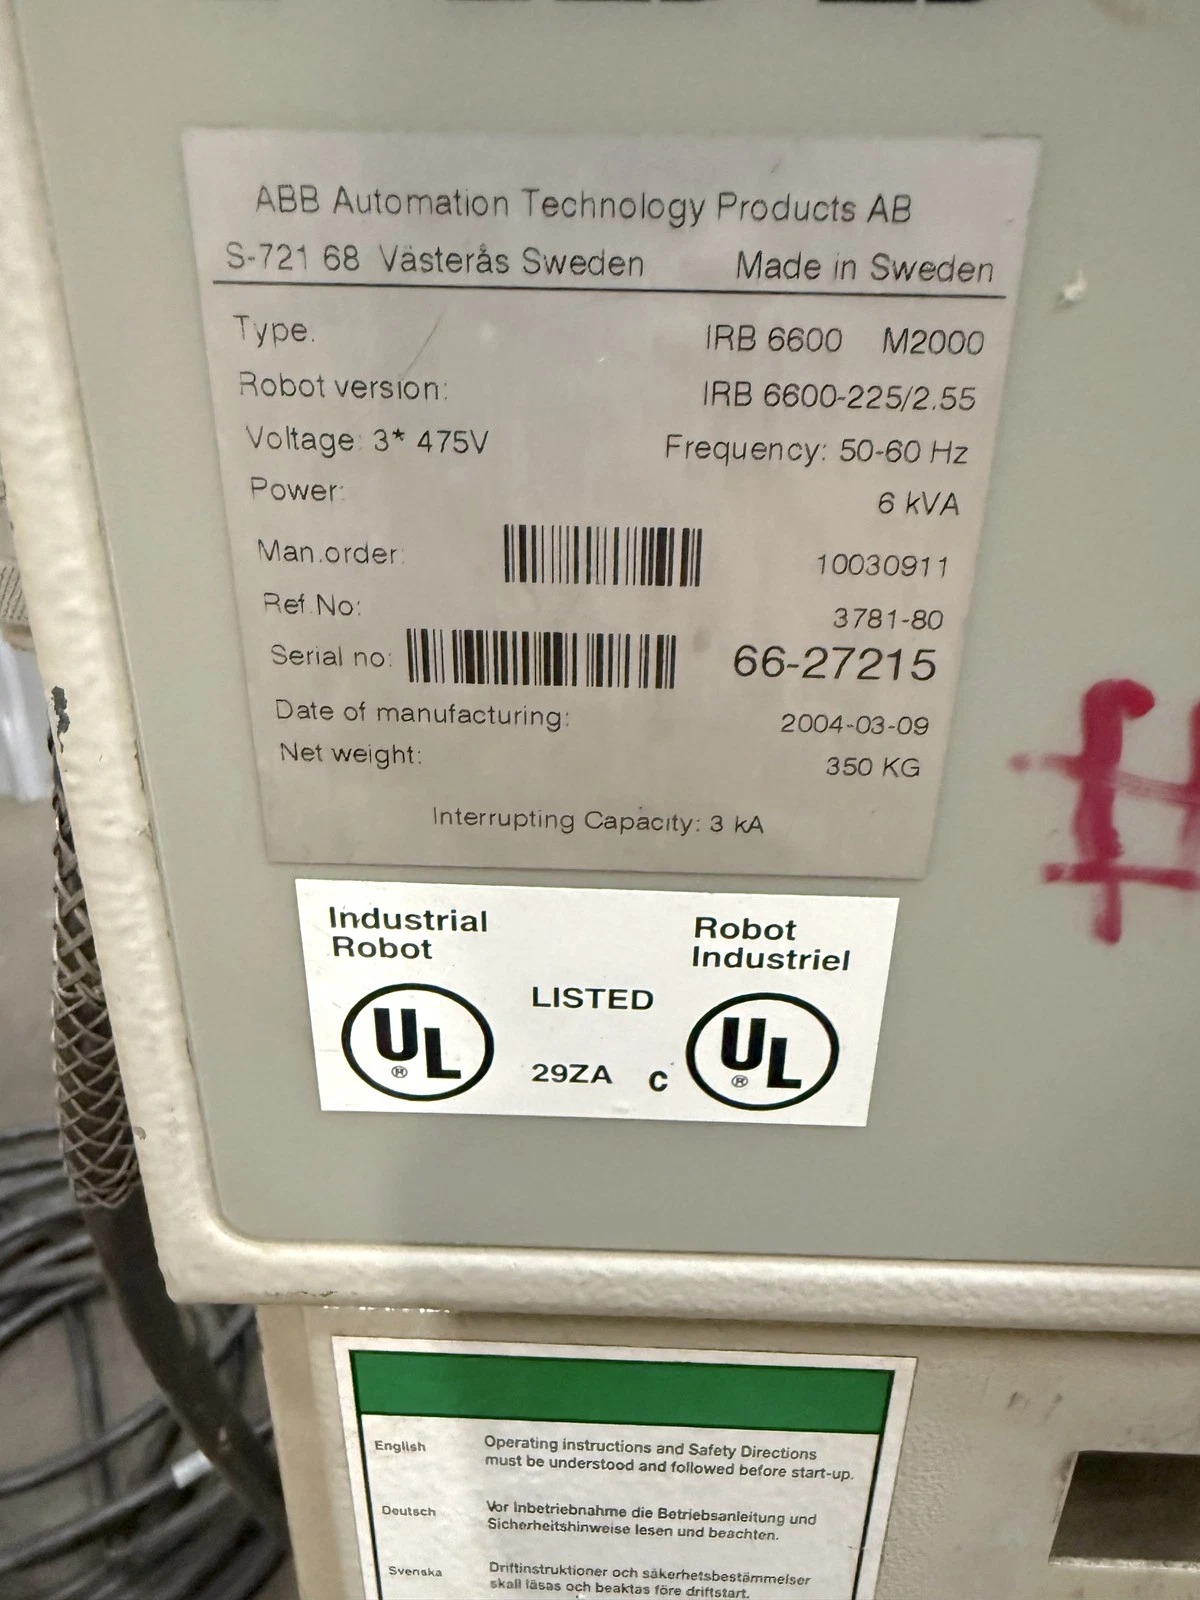 ABB Automation Technology Products AB
S-721 68 Västerås Sweden Made in Sweden
Type. IRB 6600 M2000
Robot version: IRB 6600-225/2.55
Voltage: 3* 475V Frequency: 50-60 Hz
Power: 6 kVA
Man.order: 10030911
Ref.No: 3781-80
Serial no: 66-27215
Date of manufacturing: 2004-03-09
Net weight: 350 KG
Interrupting Capacity: 3 kA
Industrial
Robot
Robot
Industriel
LISTED
UL ®
29ZA
C UL ®
English Operating instructions and Safety Directions
must be understood and followed before start-up.
Deutsch Vor Inbetriebnahme die Betriebsanleitung und
Sicherheitshinweise lesen und beachten.
Svenska Driftinstruktioner och säkerhetsbestämmelser
skall läsas och beaktas före driftstart.